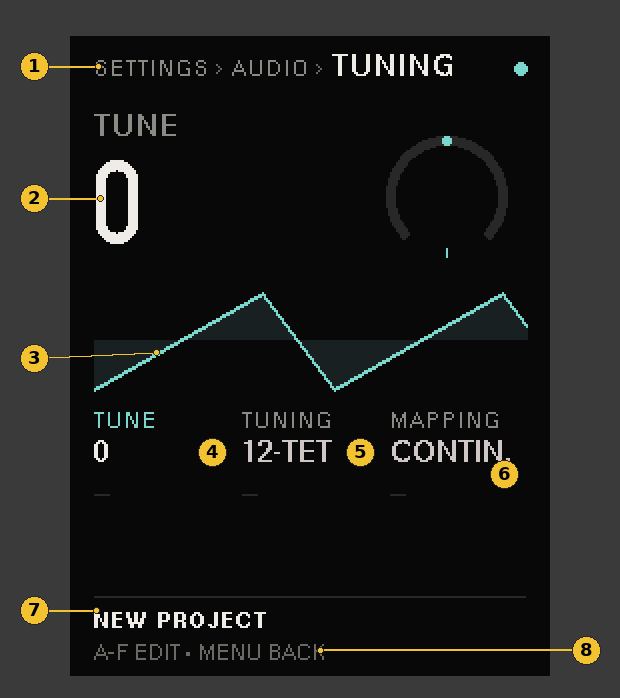 1 SETTINGS › AUDIO › TUNING
TUNE
2 0
3
TUNE TUNING MAPPING
0 4 12-TET 5 CONTIN.
6
— — —
7 NEW PROJECT
A-F EDIT • MENU BACK 8